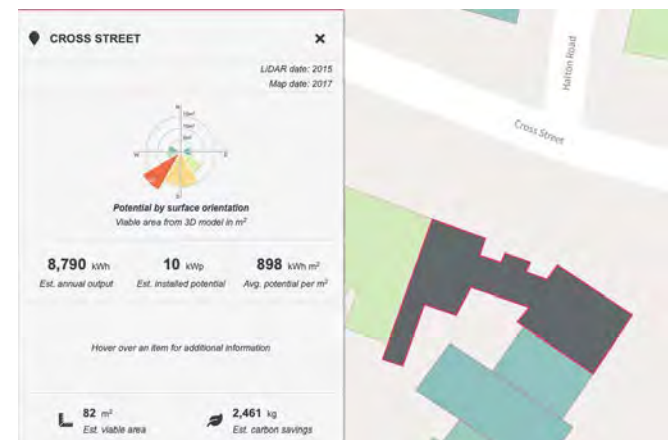 CROSS STREET
LiDAR date: 2015
Map date: 2017
N
W
E
S
Potential by surface orientation
Viable area from 3D model in m²
8,790 kWh
Est. annual output
10 kWp
Est. installed potential
898 kWh m²
Avg. potential per m²
Hover over an item for additional information
82 m²
Est. viable area
2,461 kg
Est. carbon savings
Halton Road
Cross Street